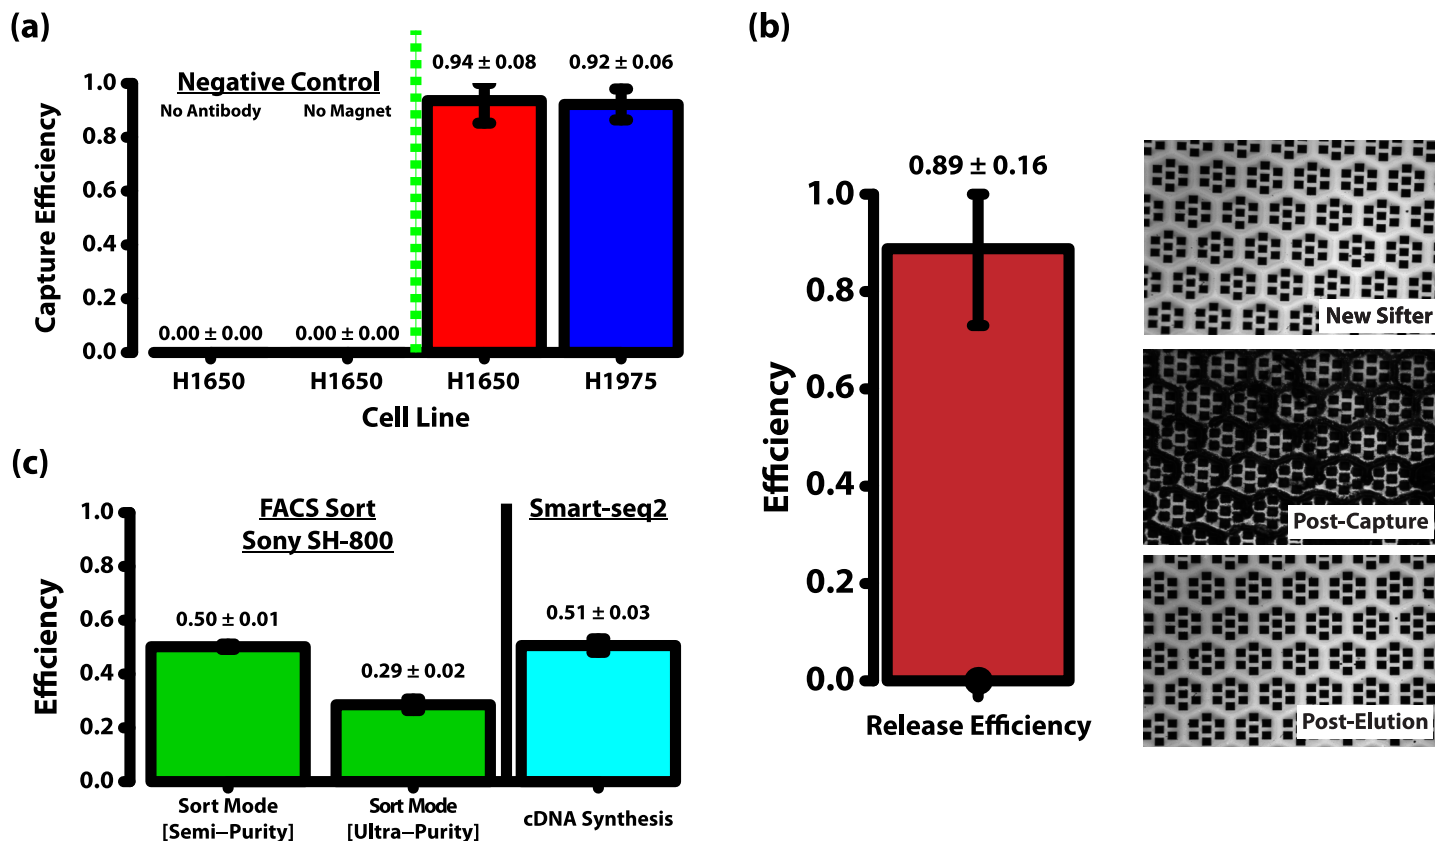 (a)
Negative Control
No Antibody
No Magnet
0.94 ± 0.08
0.92 ± 0.06
1.0
0.8
0.6
0.4
0.2
0.0
Capture Efficiency
0.00 ± 0.00
0.00 ± 0.00
H1650
H1650
H1650
H1975
Cell Line
(b)
0.89 ± 0.16
1.0
0.8
0.6
0.4
0.2
0.0
Efficiency
Release Efficiency
New Sifter
Post-Capture
Post-Elution
(c)
FACS Sort
Sony SH-800
Smart-seq2
1.0
0.8
0.6
0.4
0.2
0.0
Efficiency
0.50 ± 0.01
0.29 ± 0.02
0.51 ± 0.03
Sort Mode
[Semi–Purity]
Sort Mode
[Ultra–Purity]
cDNA Synthesis